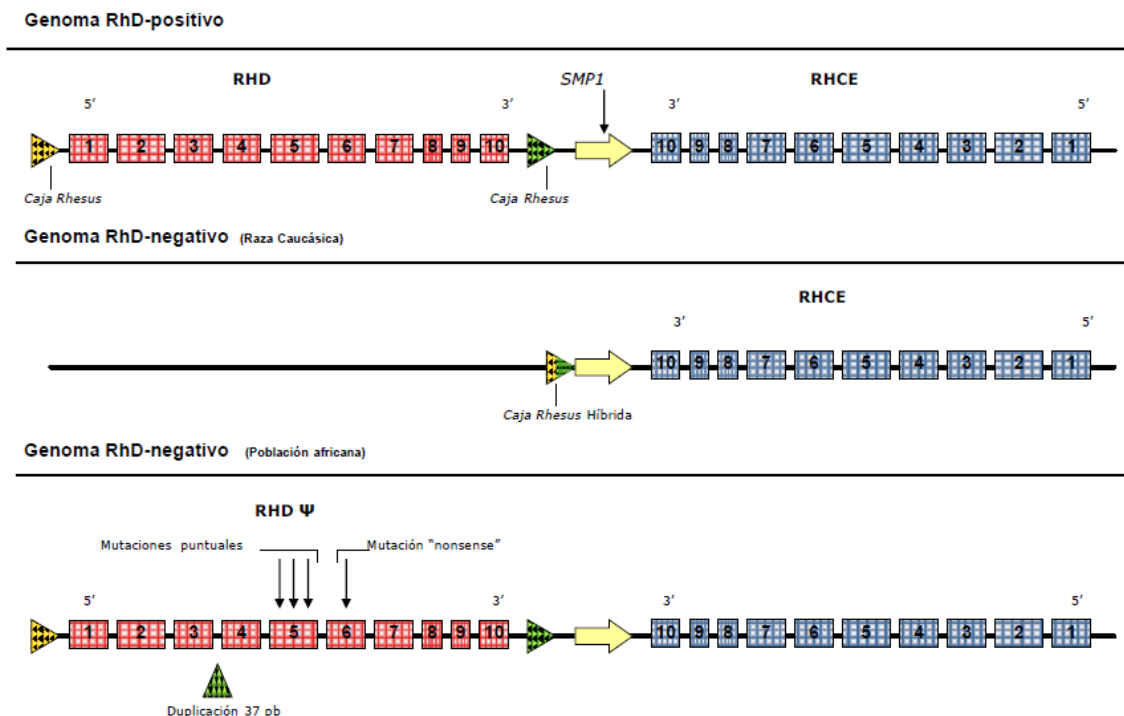 Genoma RhD-positivo
RHD
SMP1
RHCE
5’
3’
3’
5’
1 2 3 4 5 6 7 8 9 10
10 9 8 7 6 5 4 3 2 1
Caja Rhesus
Caja Rhesus
Genoma RhD-negativo (Raza Caucásica)
RHCE
3’
5’
10 9 8 7 6 5 4 3 2 1
Caja Rhesus Híbrida
Genoma RhD-negativo (Población africana)
RHD Ψ
Mutaciones puntuales
Mutación “nonsense”
5’
3’
3’
5’
1 2 3 4 5 6 7 8 9 10
10 9 8 7 6 5 4 3 2 1
Duplicación 37 pb